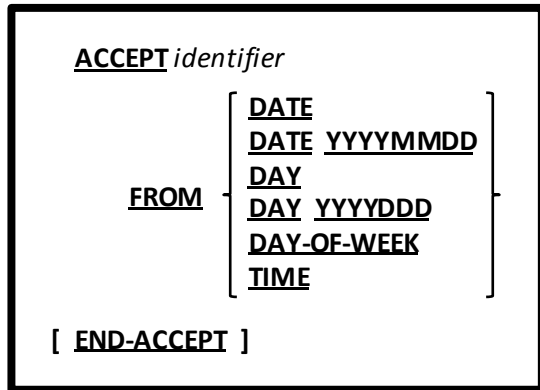 ACCEPT identifier
DATE
DATE YYYYMMDD
DAY
FROM DAY YYYYDDD
DAY-OF-WEEK
TIME
[ END-ACCEPT ]